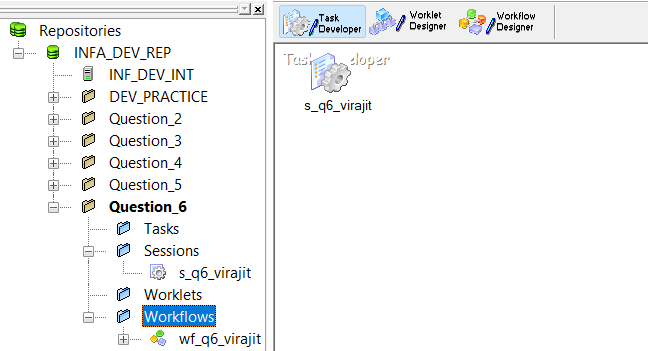 Repositories
INFA_DEV_REP
INF_DEV_INT
DEV_PRACTICE
Question_2
Question_3
Question_4
Question_5
Question_6
Tasks
Sessions
s_q6_virajit
Worklets
Workflows
wf_q6_virajit
Task
Developer
Worklet
Designer
Workflow
Designer
s_q6_virajit